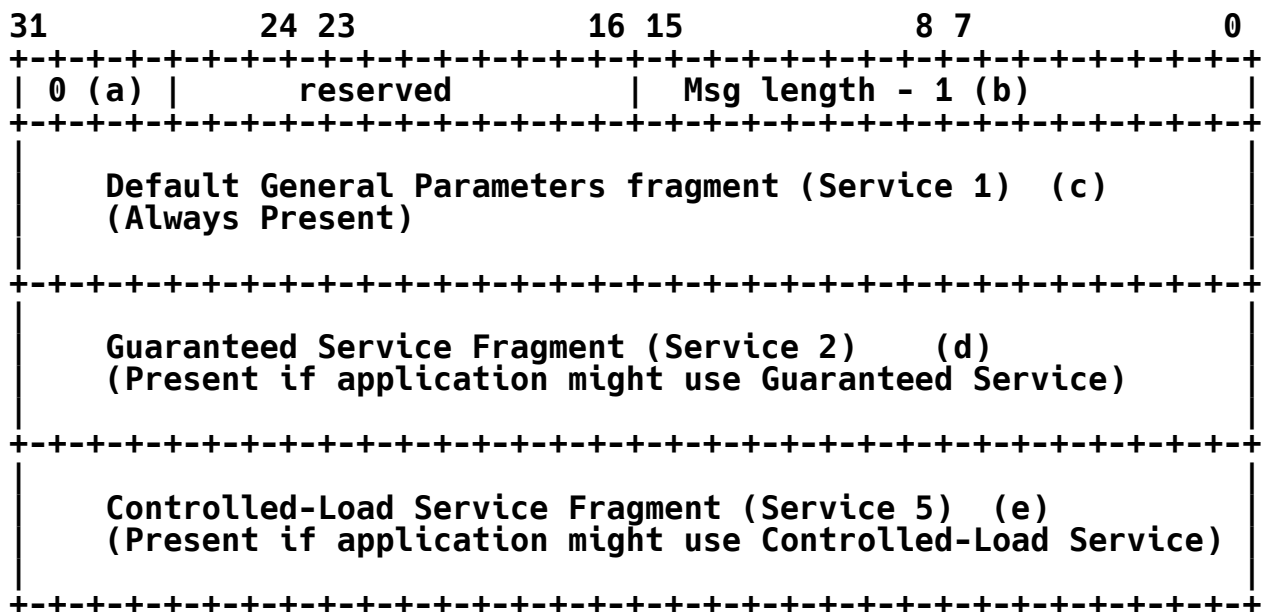 31            24 23            16 15            8 7             0
+-+-+-+-+-+-+-+-+-+-+-+-+-+-+-+-+-+-+-+-+-+-+-+-+-+-+-+-+-+-+-+-+
| 0 (a) |      reserved         |  Msg length - 1 (b)           |
+-+-+-+-+-+-+-+-+-+-+-+-+-+-+-+-+-+-+-+-+-+-+-+-+-+-+-+-+-+-+-+-+
|                                                               |
|    Default General Parameters fragment (Service 1)  (c)       |
|    (Always Present)                                           |
|                                                               |
+-+-+-+-+-+-+-+-+-+-+-+-+-+-+-+-+-+-+-+-+-+-+-+-+-+-+-+-+-+-+-+-+
|                                                               |
|    Guaranteed Service Fragment (Service 2)    (d)             |
|    (Present if application might use Guaranteed Service)      |
|                                                               |
+-+-+-+-+-+-+-+-+-+-+-+-+-+-+-+-+-+-+-+-+-+-+-+-+-+-+-+-+-+-+-+-+
|                                                               |
|    Controlled-Load Service Fragment (Service 5)  (e)          |
|    (Present if application might use Controlled-Load Service) |
|                                                               |
+-+-+-+-+-+-+-+-+-+-+-+-+-+-+-+-+-+-+-+-+-+-+-+-+-+-+-+-+-+-+-+-+